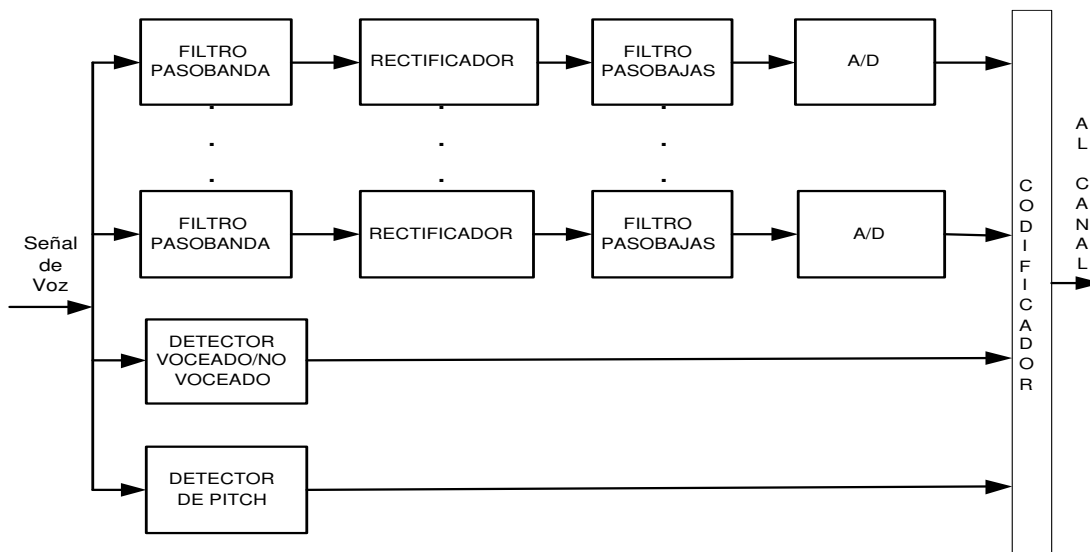 FILTRO
PASOBANDA
RECTIFICADOR
FILTRO
PASOBAJAS
A/D
FILTRO
PASOBANDA
RECTIFICADOR
FILTRO
PASOBAJAS
A/D
Señal
de
Voz
DETECTOR
VOCEADO/NO
VOCEADO
DETECTOR
DE PITCH
CODIFICADOR
AL CANAL